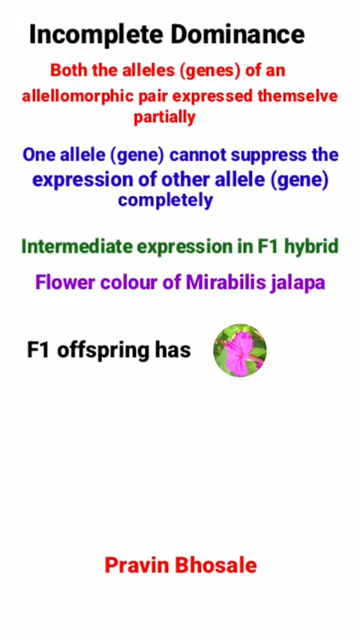 Incomplete Dominance
Both the alleles (genes) of an
allellomorphic pair expressed themselve
partially
One allele (gene) cannot suppress the
expression of other allele (gene)
completely
Intermediate expression in F1 hybrid
Flower colour of Mirabilis jalapa
F1 offspring has
Pravin Bhosale